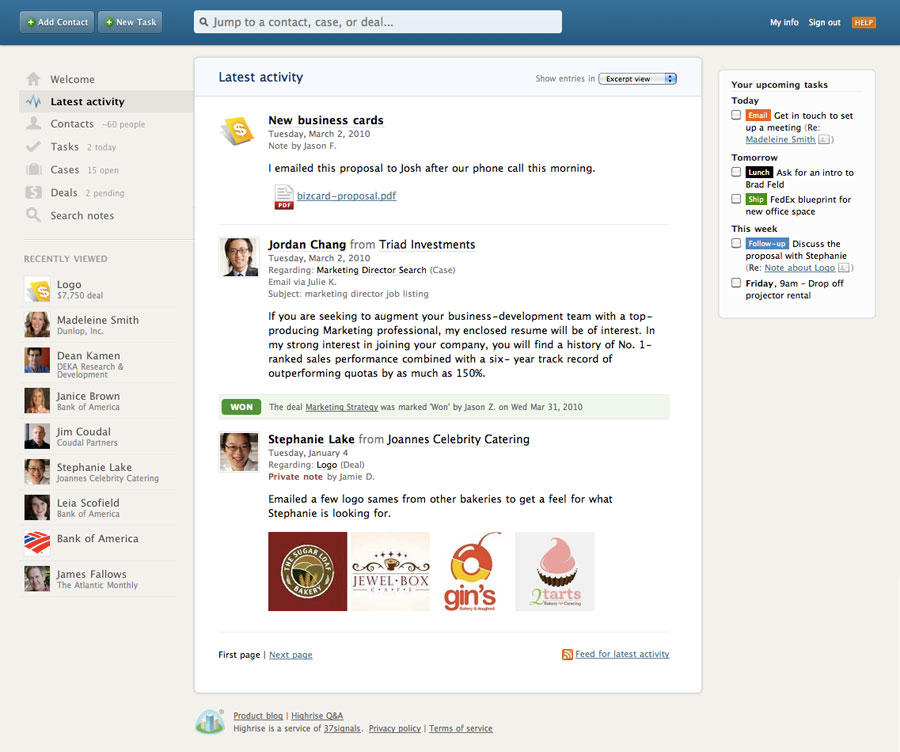 Add Contact
New Task
Jump to a contact, case, or deal...
My info
Sign out
HELP
Welcome
Latest activity
Contacts ~60 people
Tasks 2 today
Cases 15 open
Deals 2 pending
Search notes
RECENTLY VIEWED
Logo
$7,750 deal
Madeleine Smith
Dunlop, Inc.
Dean Kamen
DEKA Research &
Development
Janice Brown
Bank of America
Jim Coudal
Coudal Partners
Stephanie Lake
Joannes Celebrity Catering
Leia Scofield
Bank of America
Bank of America
James Fallows
The Atlantic Monthly
Latest activity
Show entries in Excerpt view
New business cards
Tuesday, March 2, 2010
Note by Jason F.
I emailed this proposal to Josh after our phone call this morning.
PDF
bizcard-proposal.pdf
Jordan Chang from Triad Investments
Tuesday, March 2, 2010
Regarding: Marketing Director Search (Case)
Email via Julie K.
Subject: marketing director job listing
If you are seeking to augment your business-development team with a top-
producing Marketing professional, my enclosed resume will be of interest. In
my strong interest in joining your company, you will find a history of No. 1-
ranked sales performance combined with a six- year track record of
outperforming quotas by as much as 150%.
WON The deal Marketing Strategy was marked 'Won' by Jason Z. on Wed Mar 31, 2010
Stephanie Lake from Joannes Celebrity Catering
Tuesday, January 4
Regarding: Logo (Deal)
Private note by Jamie D.
Emailed a few logo sames from other bakeries to get a feel for what
Stephanie is looking for.
THE SUGAR LOAF
BAKERY
JEWEL·BOX
CAFE
gin's
Bakery & doughnut
2tarts
Bakery Catering
First page | Next page
Feed for latest activity
Your upcoming tasks
Today
Email Get in touch to set
up a meeting (Re:
Madeleine Smith )
Tomorrow
Lunch Ask for an intro to
Brad Feld
Ship FedEx blueprint for
new office space
This week
Follow-up Discuss the
proposal with Stephanie
(Re: Note about Logo )
Friday, 9am - Drop off
projector rental
Product blog | Highrise Q&A
Highrise is a service of 37signals. Privacy policy | Terms of service